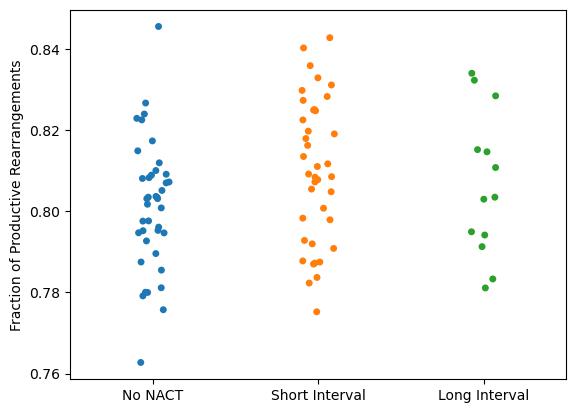 Fraction of Productive Rearrangements
0.84
0.82
0.80
0.78
0.76
No NACT
Short Interval
Long Interval